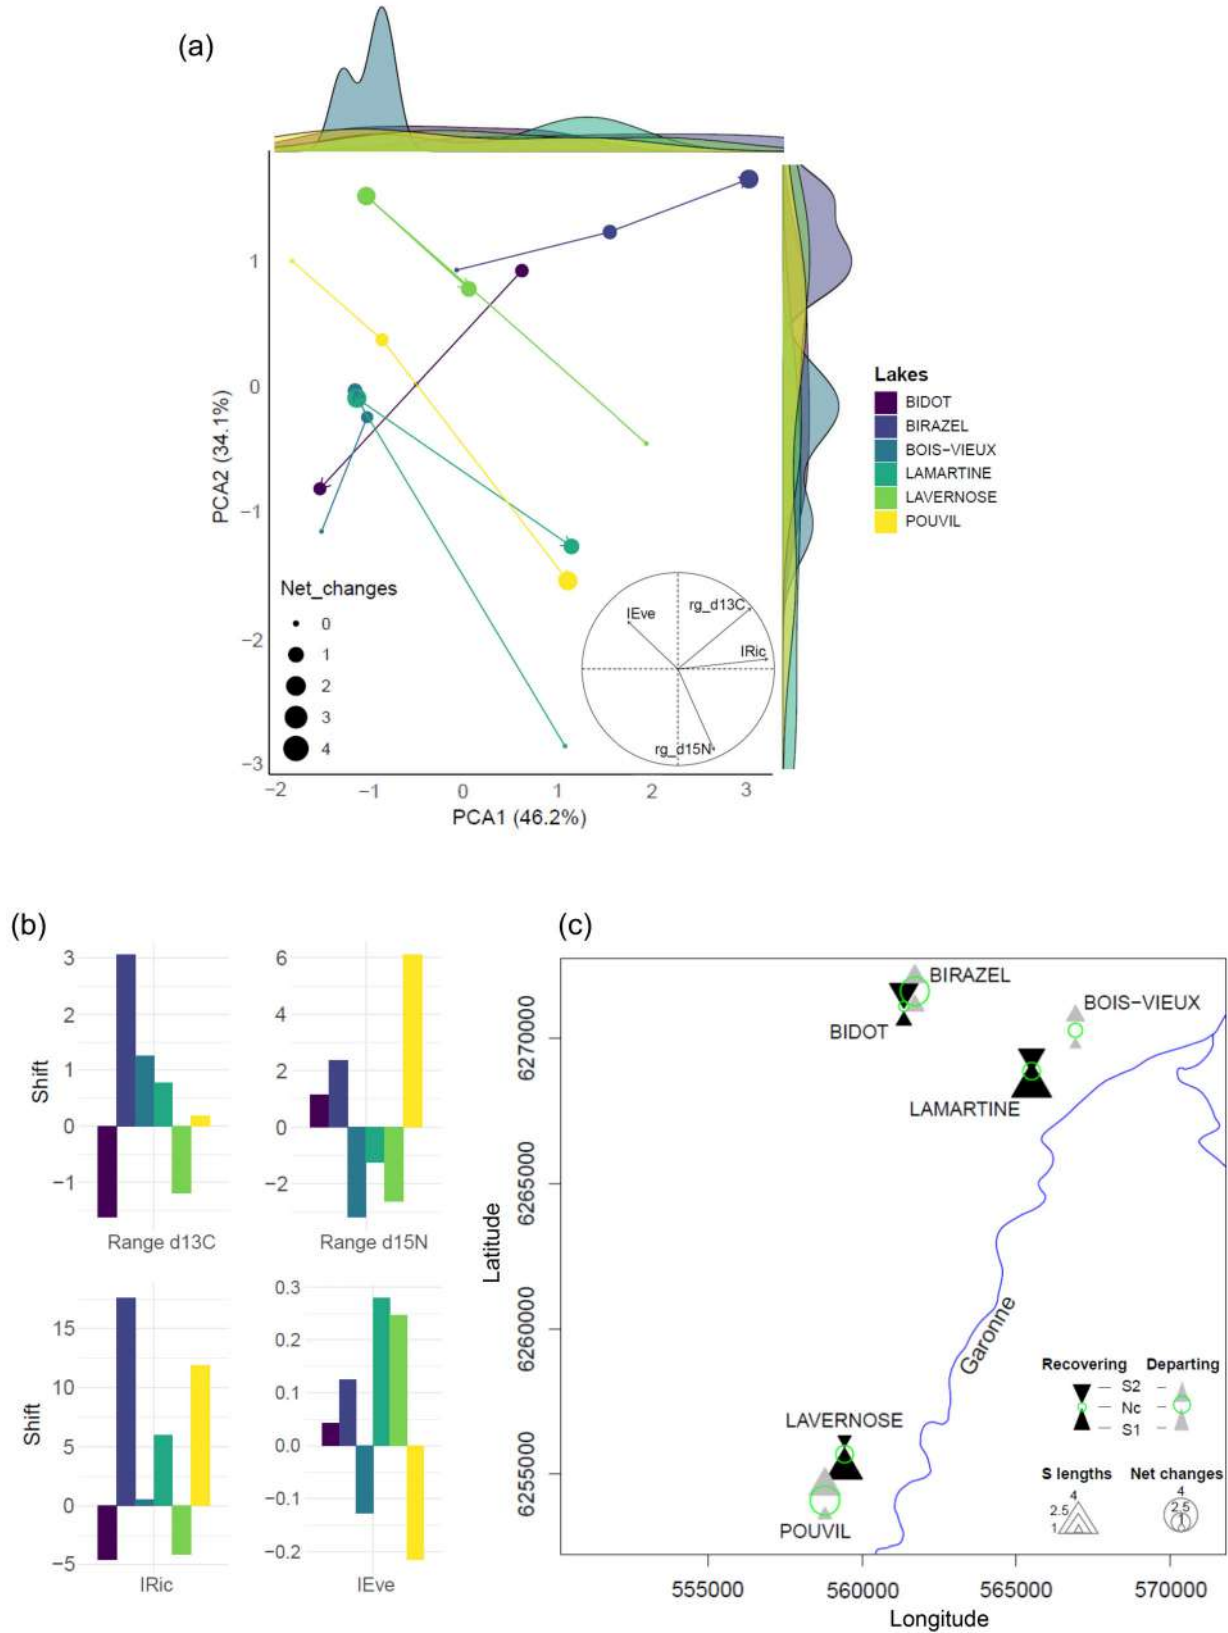 (a)
1
0
−1
−2
−3
PCA2 (34.1%)
−2
−1
0
1
2
3
PCA1 (46.2%)
Net_changes
0
1
2
3
4
IEve
rg_d13C
IRic
rg_d15N
Lakes
BIDOT
BIRAZEL
BOIS−VIEUX
LAMARTINE
LAVERNOSE
POUVIL
(b)
3
2
1
0
−1
Shift
Range d13C
6
4
2
0
−2
Range d15N
15
10
5
0
−5
Shift
IRic
0.3
0.2
0.1
0.0
−0.1
−0.2
IEve
(c)
BIRAZEL
BOIS−VIEUX
BIDOT
LAMARTINE
Garonne
LAVERNOSE
POUVIL
Recovering Departing
S2
Nc
S1
S lengths Net changes
4
2.5
1
4
2.5
1
6270000
6265000
6260000
6255000
Latitude
555000
560000
565000
570000
Longitude